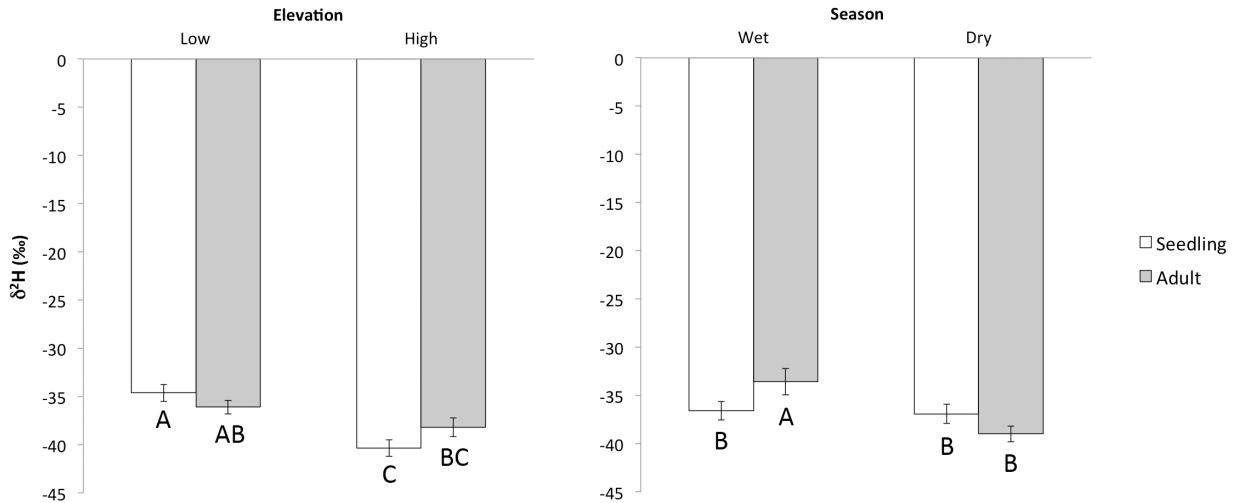 Elevation
Low High
δ²H (‰)
0
-5
-10
-15
-20
-25
-30
-35
-40
-45
A
AB
C
BC
Season
Wet Dry
0
-5
-10
-15
-20
-25
-30
-35
-40
-45
B
A
B
B
Seedling
Adult